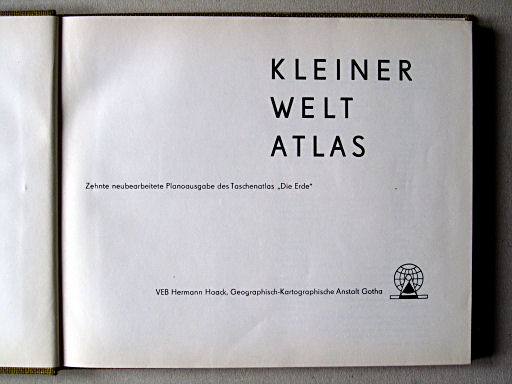 KLEINER
WELT
ATLAS
Zehnte neubearbeitete Planoausgabe des Taschenatlas „Die Erde“
VEB Hermann Haack, Geographisch-Kartographische Anstalt Gotha